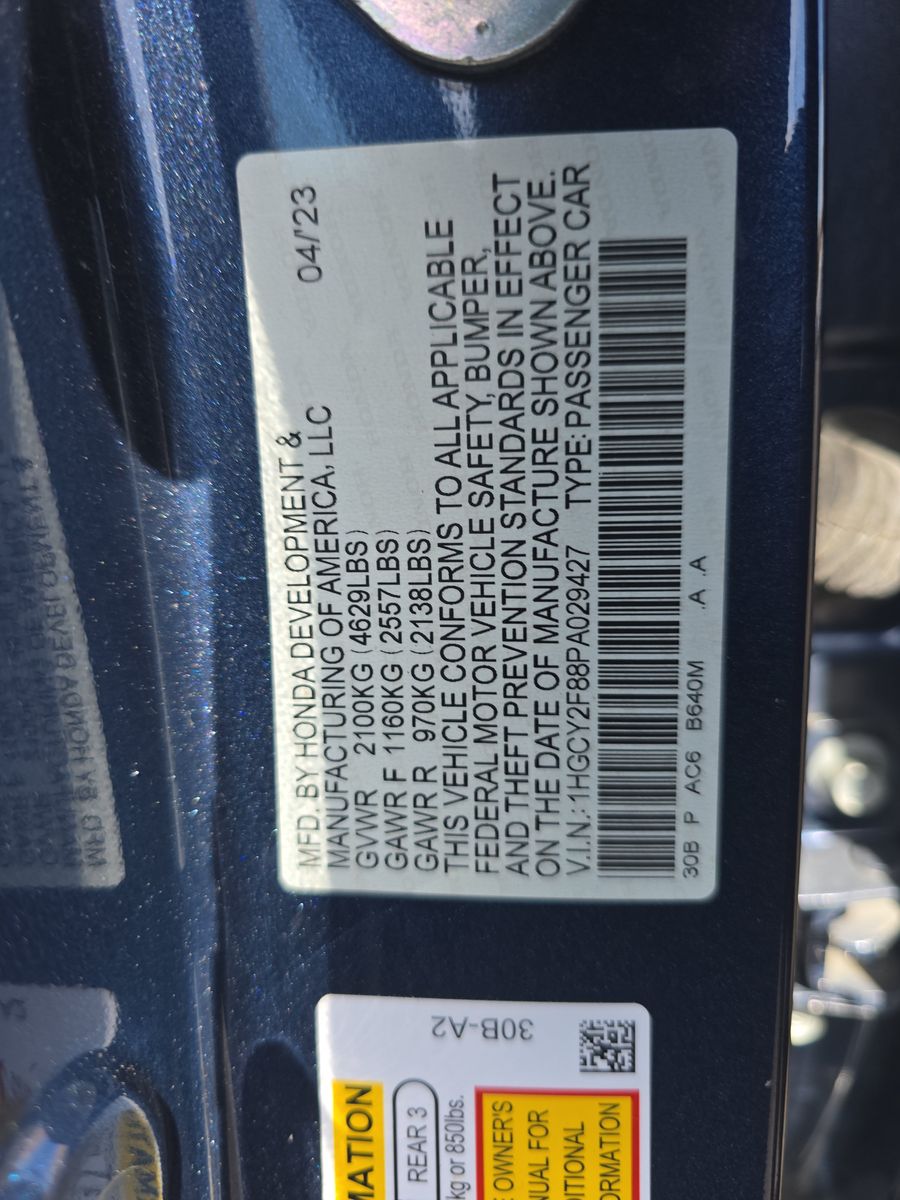 MFD. BY HONDA DEVELOPMENT &
MANUFACTURING OF AMERICA, LLC 04/'23
GVWR 2100KG (4629LBS)
GAWR F 1160KG (2557LBS)
GAWR R 970KG (2138LBS)
THIS VEHICLE CONFORMS TO ALL APPLICABLE
FEDERAL MOTOR VEHICLE SAFETY, BUMPER,
AND THEFT PREVENTION STANDARDS IN EFFECT
ON THE DATE OF MANUFACTURE SHOWN ABOVE.
V.I.N.: 1HGCY2F88PA029427 TYPE:PASSENGER CAR
30B P AC6 B640M .A .A
30B-A2
MATION
REAR 3
kg or 850lbs.
OWNER'S
FOR